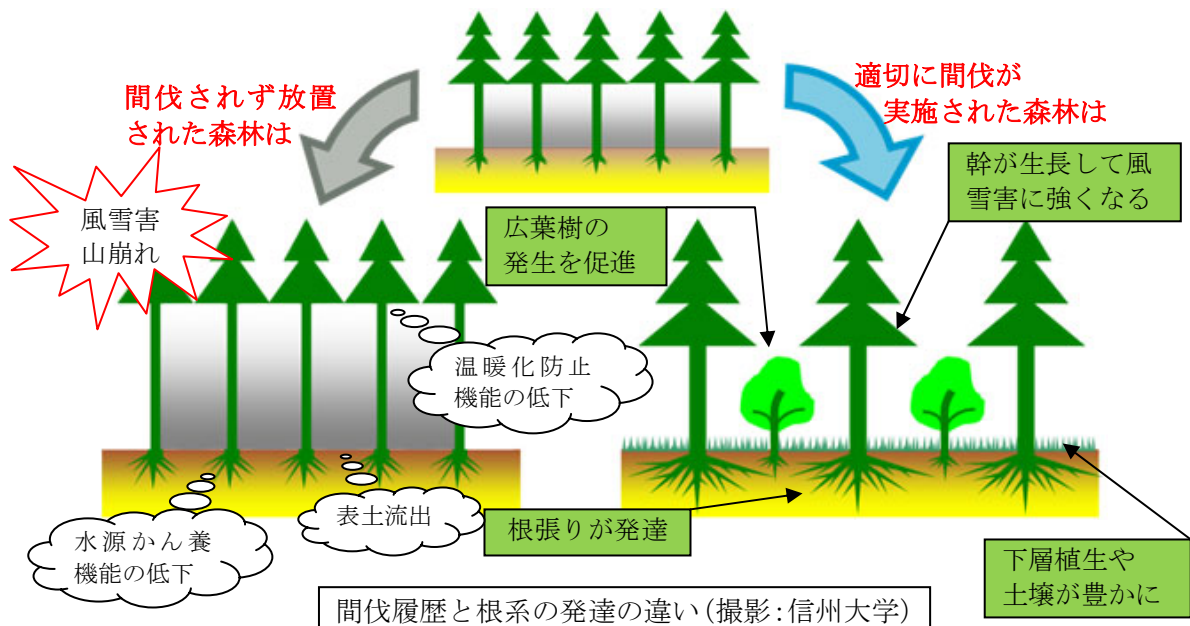 間伐されず放置
された森林は
適切に間伐が
実施された森林は
風雪害
山崩れ
広葉樹の
発生を促進
幹が生長して風
雪害に強くなる
温暖化防止
機能の低下
表土流出
水源かん養
機能の低下
根張りが発達
下層植生や
土壌が豊かに
間伐履歴と根系の発達の違い(撮影:信州大学)